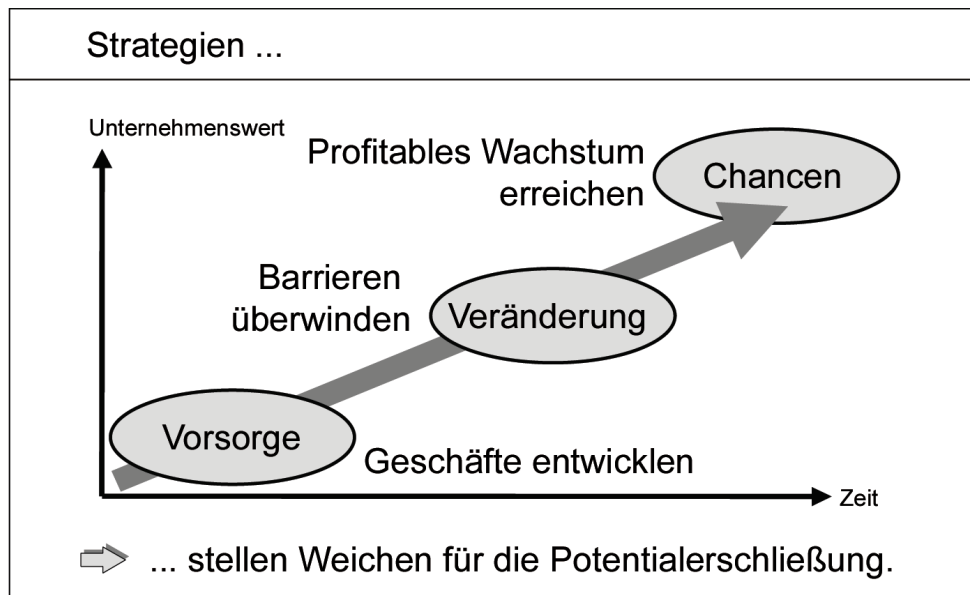 Strategien ...
Unternehmenswert
Profitables Wachstum
erreichen
Chancen
Barrieren
überwinden
Veränderung
Vorsorge
Geschäfte entwicklen
Zeit
... stellen Weichen für die Potentialerschließung.